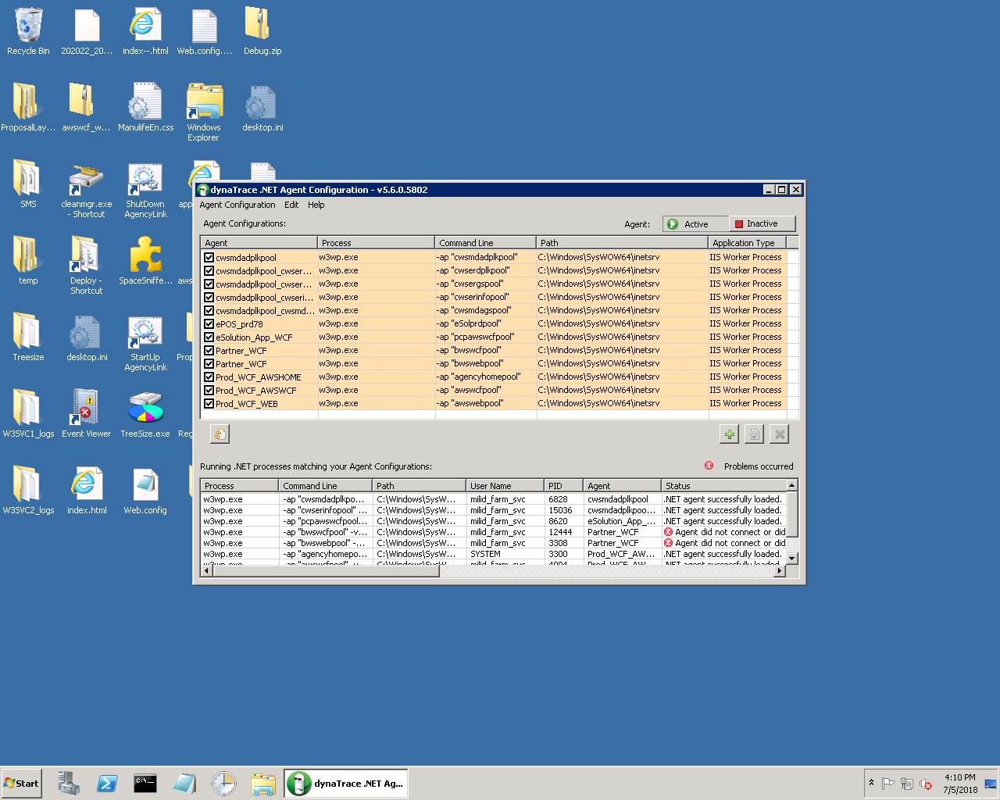 Recycle Bin
202022_20...
index--.html
Web.config....
Debug.zip
ProposalLay...
awswcf_w...
ManulifeEn.css
Windows
Explorer
desktop.ini
SMS
cleanmgr.exe
- Shortcut
ShutDown
AgencyLink
app
temp
Deploy -
Shortcut
SpaceSniffe...
aws
Treesize
desktop.ini
StartUp
AgencyLink
Prop
W3SVC1_logs
Event Viewer
TreeSize.exe
Reg
W3SVC2_logs
index.html
Web.config
dynaTrace .NET Agent Configuration - v5.6.0.5802
Agent Configuration Edit Help
Agent Configurations: Agent: Active Inactive
Agent Process Command Line Path Application Type
cwsmdadplkpool w3wp.exe -ap "cwsmdadplkpool" C:\Windows\SysWOW64\inetsrv IIS Worker Process
cwsmdadplkpool_cwser... w3wp.exe -ap "cwserdplkpool" C:\Windows\SysWOW64\inetsrv IIS Worker Process
cwsmdadplkpool_cwser... w3wp.exe -ap "cwsergspool" C:\Windows\SysWOW64\inetsrv IIS Worker Process
cwsmdadplkpool_cwseri... w3wp.exe -ap "cwserinfopool" C:\Windows\SysWOW64\inetsrv IIS Worker Process
cwsmdadplkpool_cwsmd... w3wp.exe -ap "cwsmdagspool" C:\Windows\SysWOW64\inetsrv IIS Worker Process
ePOS_prd78 w3wp.exe -ap "eSolprdpool" C:\Windows\SysWOW64\inetsrv IIS Worker Process
eSolution_App_WCF w3wp.exe -ap "pcpawswcfpool" C:\Windows\SysWOW64\inetsrv IIS Worker Process
Partner_WCF w3wp.exe -ap "bwswcfpool" C:\Windows\SysWOW64\inetsrv IIS Worker Process
Partner_WCF w3wp.exe -ap "bwswebpool" C:\Windows\SysWOW64\inetsrv IIS Worker Process
Prod_WCF_AWSHOME w3wp.exe -ap "agencyhomepool" C:\Windows\SysWOW64\inetsrv IIS Worker Process
Prod_WCF_AWSWCF w3wp.exe -ap "awswcfpool" C:\Windows\SysWOW64\inetsrv IIS Worker Process
Prod_WCF_WEB w3wp.exe -ap "awswebpool" C:\Windows\SysWOW64\inetsrv IIS Worker Process
Running .NET processes matching your Agent Configurations: Problems occurred
Process Command Line Path User Name PID Agent Status
w3wp.exe -ap "cwsmdadplkpo... C:\Windows\SysW... milid_farm_svc 6828 cwsmdadplkpool .NET agent successfully loaded.
w3wp.exe -ap "cwserinfopool" ... C:\Windows\SysW... milid_farm_svc 15036 cwsmdadplkpoo... .NET agent successfully loaded.
w3wp.exe -ap "pcpawswcfpool... C:\Windows\SysW... milid_farm_svc 8620 eSolution_App_... .NET agent successfully loaded.
w3wp.exe -ap "bwswcfpool" -v... C:\Windows\SysW... milid_farm_svc 12444 Partner_WCF Agent did not connect or did
w3wp.exe -ap "bwswebpool" -... C:\Windows\SysW... milid_farm_svc 3308 Partner_WCF Agent did not connect or did
w3wp.exe -ap "agencyhomepo... C:\Windows\SysW... SYSTEM 3300 Prod_WCF_AW... .NET agent successfully loaded.
w3wp.exe -ap "awswcfpool" -v... C:\Windows\SysW... milid_farm_svc Prod_WCF_AW... .NET agent successfully loaded.
Start
C:\_
dynaTrace .NET Ag...
4:10 PM
7/5/2018